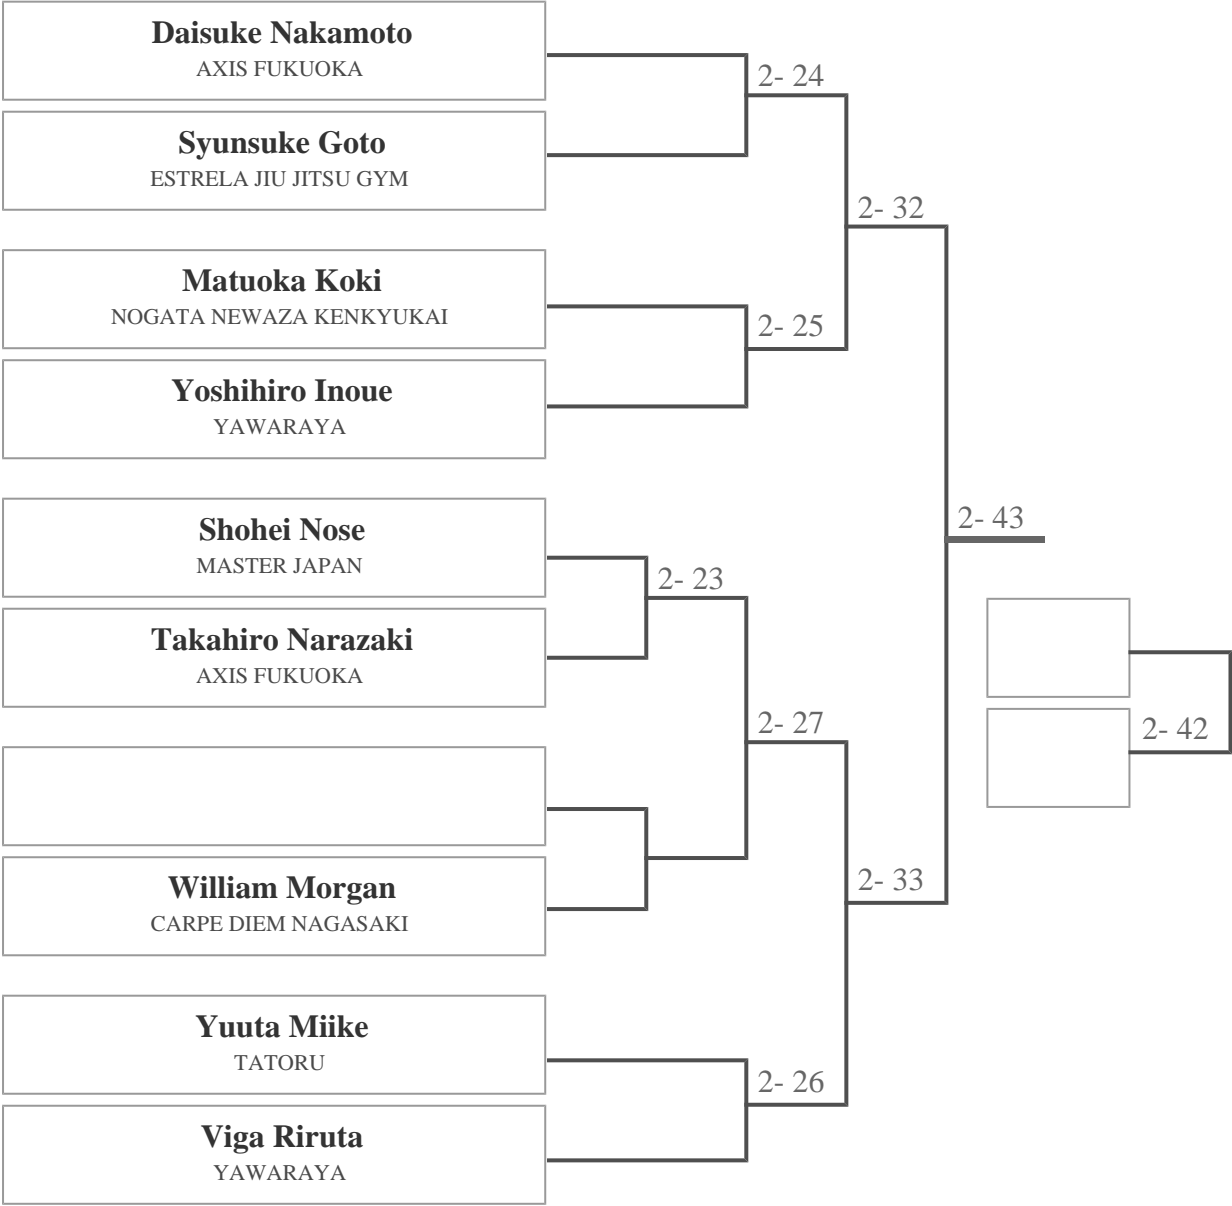 Daisuke Nakamoto
AXIS FUKUOKA
2- 24
Syunsuke Goto
ESTRELA JIU JITSU GYM
2- 32
Matuoka Koki
NOGATA NEWAZA KENKYUKAI
2- 25
Yoshihiro Inoue
YAWARAYA
2- 43
Shohei Nose
MASTER JAPAN
2- 23
Takahiro Narazaki
AXIS FUKUOKA
2- 27
2- 42
William Morgan
CARPE DIEM NAGASAKI
2- 33
Yuuta Miike
TATORU
2- 26
Viga Riruta
YAWARAYA